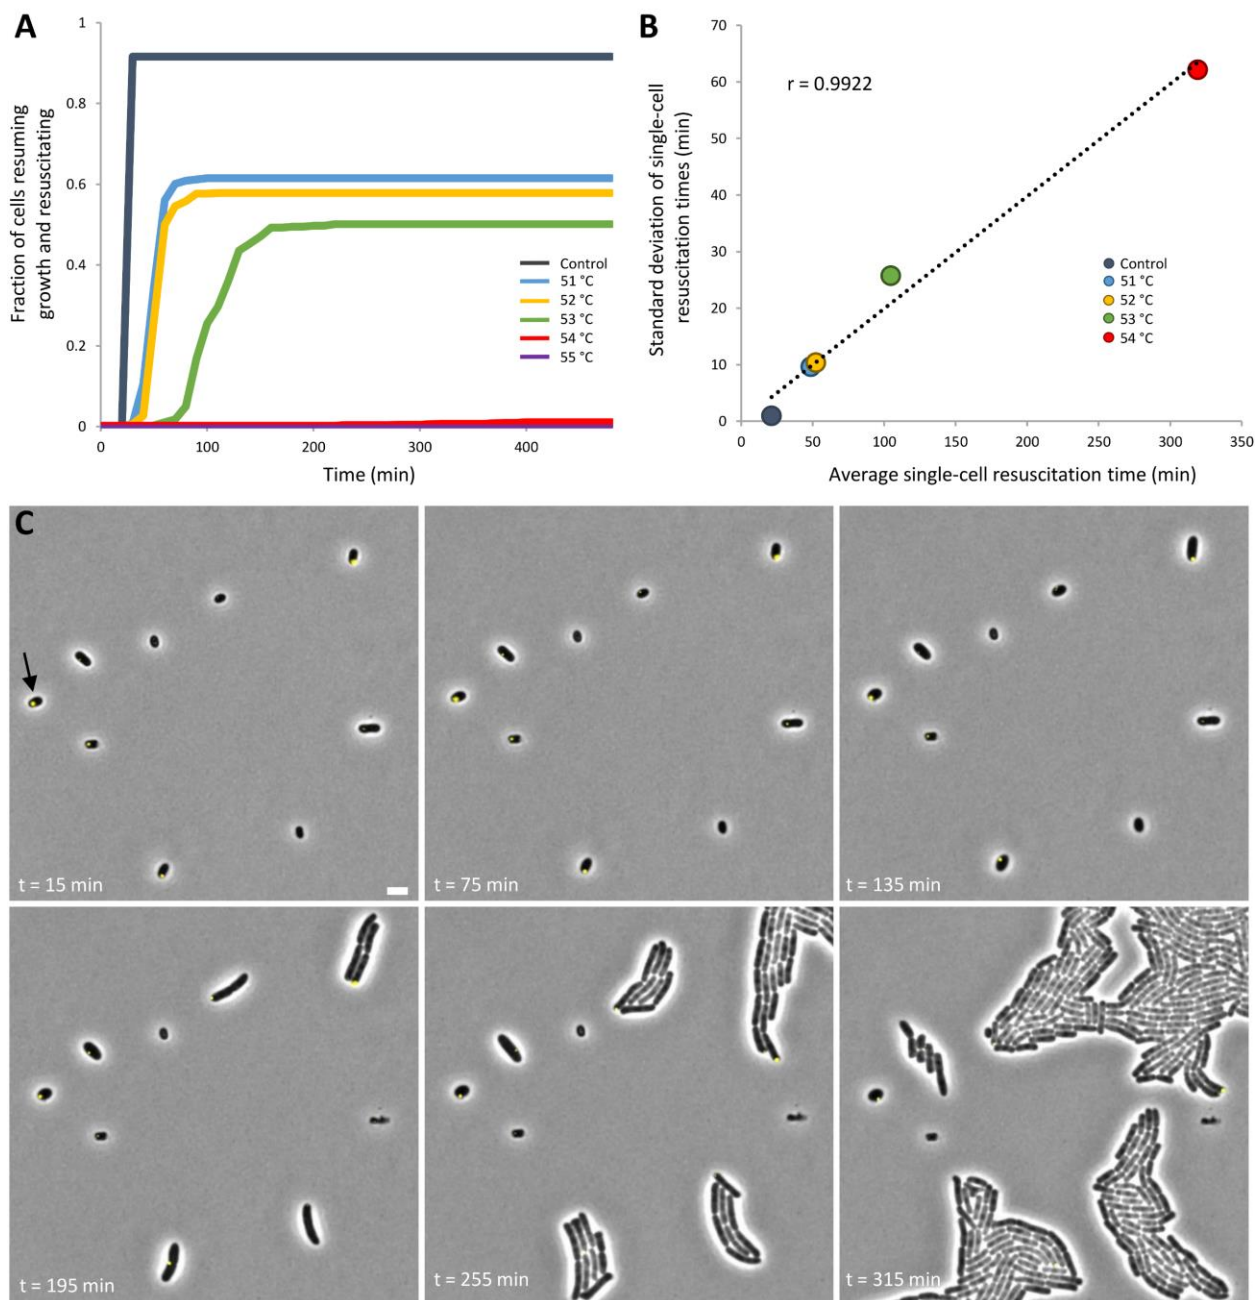 A
Fraction of cells resuming
growth and resuscitating
1
0.8
0.6
0.4
0.2
0
0
100
200
300
400
Time (min)
Control
51 °C
52 °C
53 °C
54 °C
55 °C
B
Standard deviation of single-cell
resuscitation times (min)
70
60
50
40
30
20
10
0
0
50
100
150
200
250
300
350
Average single-cell resuscitation time (min)
r = 0.9922
Control
51 °C
52 °C
53 °C
54 °C
C
t = 15 min
t = 75 min
t = 135 min
t = 195 min
t = 255 min
t = 315 min